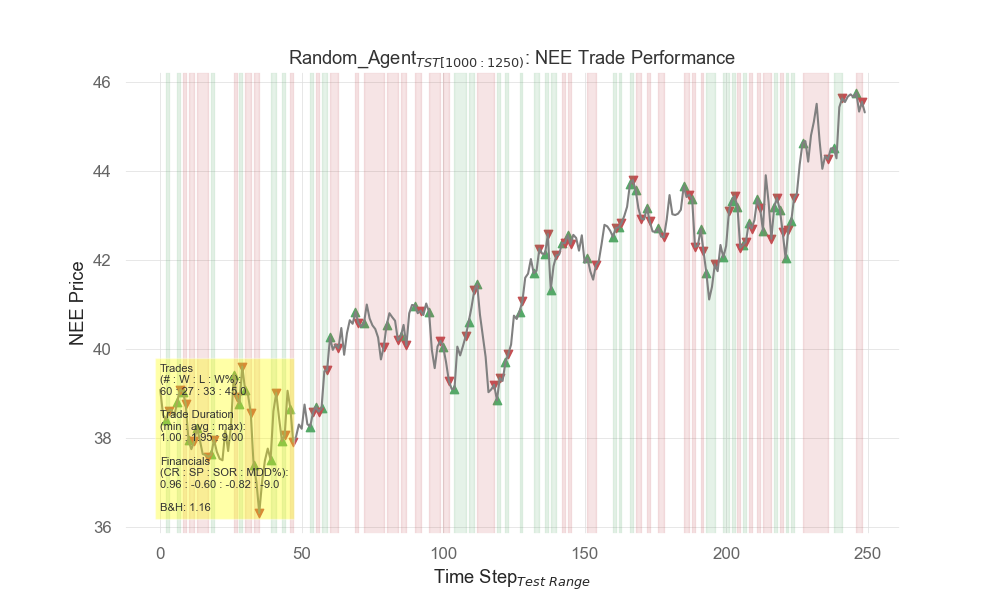 Random_Agent TST[1000:1250]: NEE Trade Performance
46
44
42
40
38
36
NEE Price
Trades
(# : W : L : W%):
60 : 27 : 33 : 45.0
Trade Duration
(min : avg : max):
1.00 : 1.95 : 9.00
Financials
(CR : SP : SOR : MDD%):
0.96 : -0.60 : -0.82 : -9.0
B&H: 1.16
0 50 100 150 200 250
Time Step Test Range